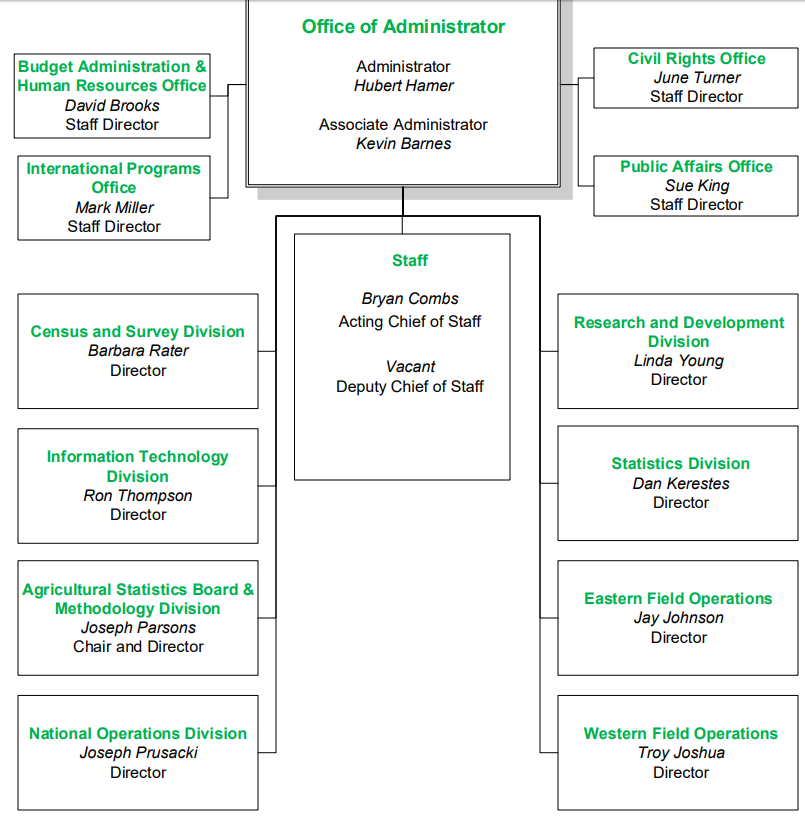 Office of Administrator
Administrator
Hubert Hamer
Associate Administrator
Kevin Barnes
Budget Administration &
Human Resources Office
David Brooks
Staff Director
International Programs
Office
Mark Miller
Staff Director
Civil Rights Office
June Turner
Staff Director
Public Affairs Office
Sue King
Staff Director
Staff
Bryan Combs
Acting Chief of Staff
Vacant
Deputy Chief of Staff
Census and Survey Division
Barbara Rater
Director
Information Technology
Division
Ron Thompson
Director
Agricultural Statistics Board &
Methodology Division
Joseph Parsons
Chair and Director
National Operations Division
Joseph Prusacki
Director
Research and Development
Division
Linda Young
Director
Statistics Division
Dan Kerestes
Director
Eastern Field Operations
Jay Johnson
Director
Western Field Operations
Troy Joshua
Director